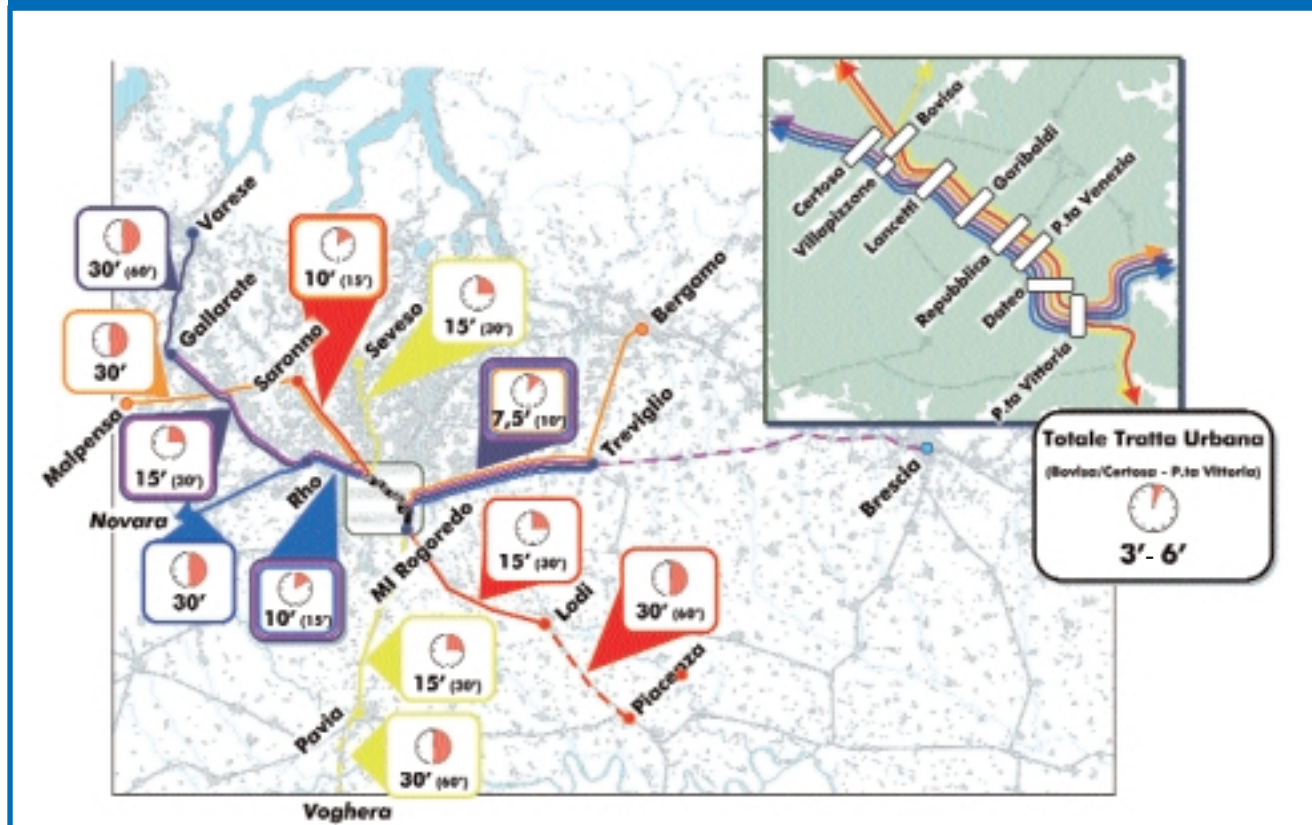 Bovisa
Certosa
Villapizzone
Lancetti
Garibaldi
Repubblica
P.ta Venezia
Dateo
P.ta Vittoria
Totale Tratta Urbana
(Bovisa/Certosa - P.ta Vittoria)
3'- 6'
Varese
30' (60')
Gallarate
10' (15')
Saronno
Seveso
15' (30')
Bergamo
30'
Malpensa
7,5' (10')
Treviglio
15' (30')
Rho
Novara
30'
10' (15')
MI Rogoredo
Brescia
15' (30')
Lodi
30' (60')
Piacenza
15' (30')
Pavia
30' (60')
Voghera